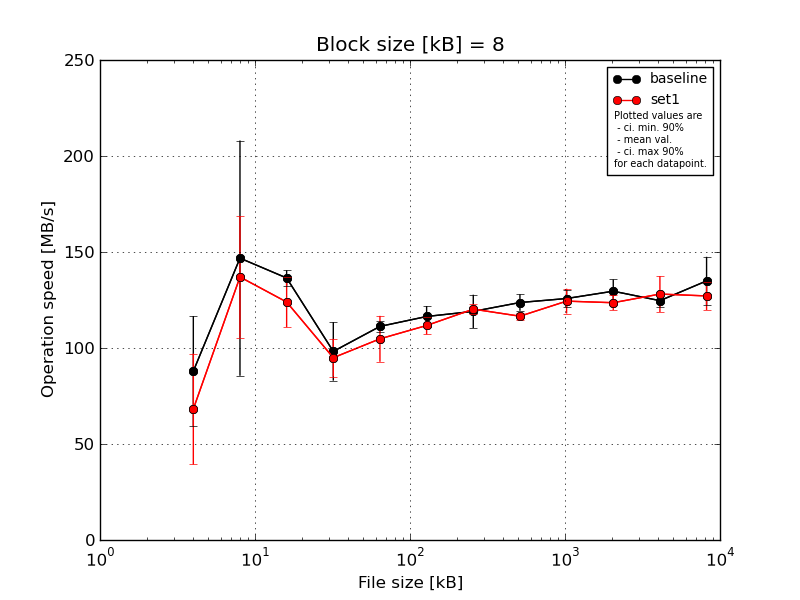 Block size [kB] = 8
250
200
150
100
50
0
Operation speed [MB/s]
baseline
set1
Plotted values are
- ci. min. 90%
- mean val.
- ci. max 90%
for each datapoint.
10^0 10^1 10^2 10^3 10^4
File size [kB]